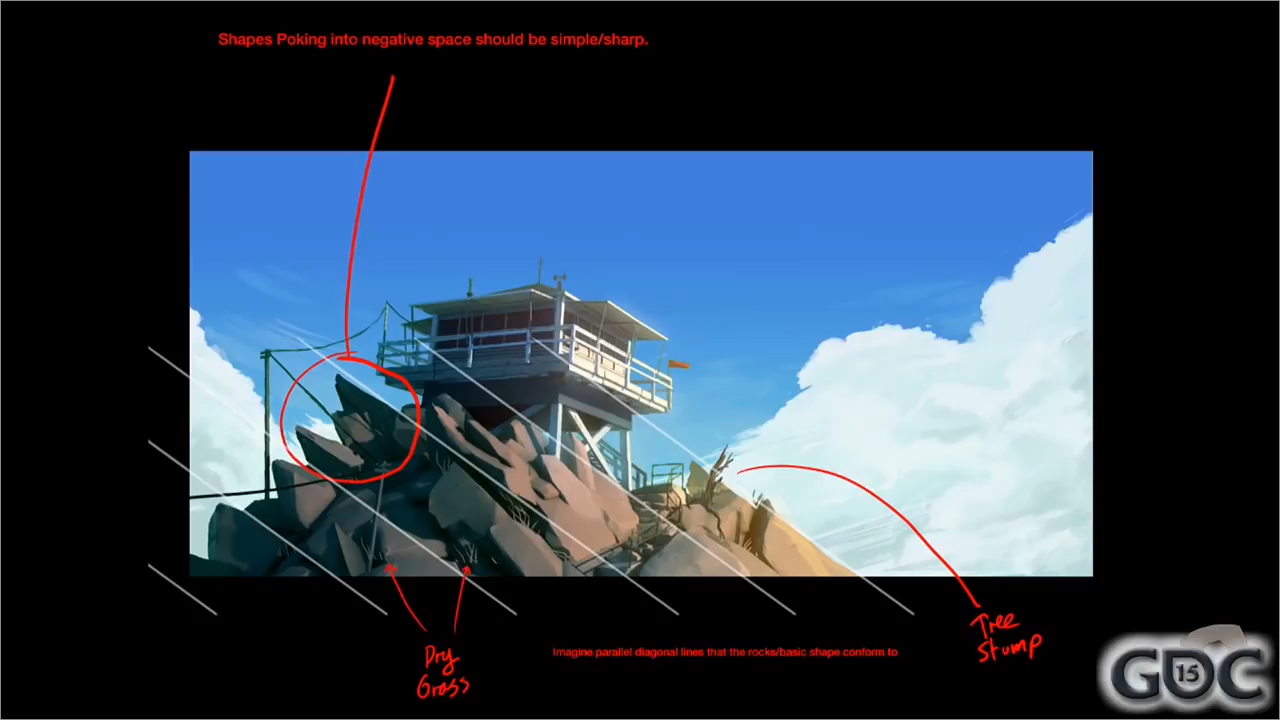 Shapes Poking into negative space should be simple/sharp.
Tree
Stump
Dry
Grass
Imagine parallel diagonal lines that the rocks/basic shape conform to
GDC
15